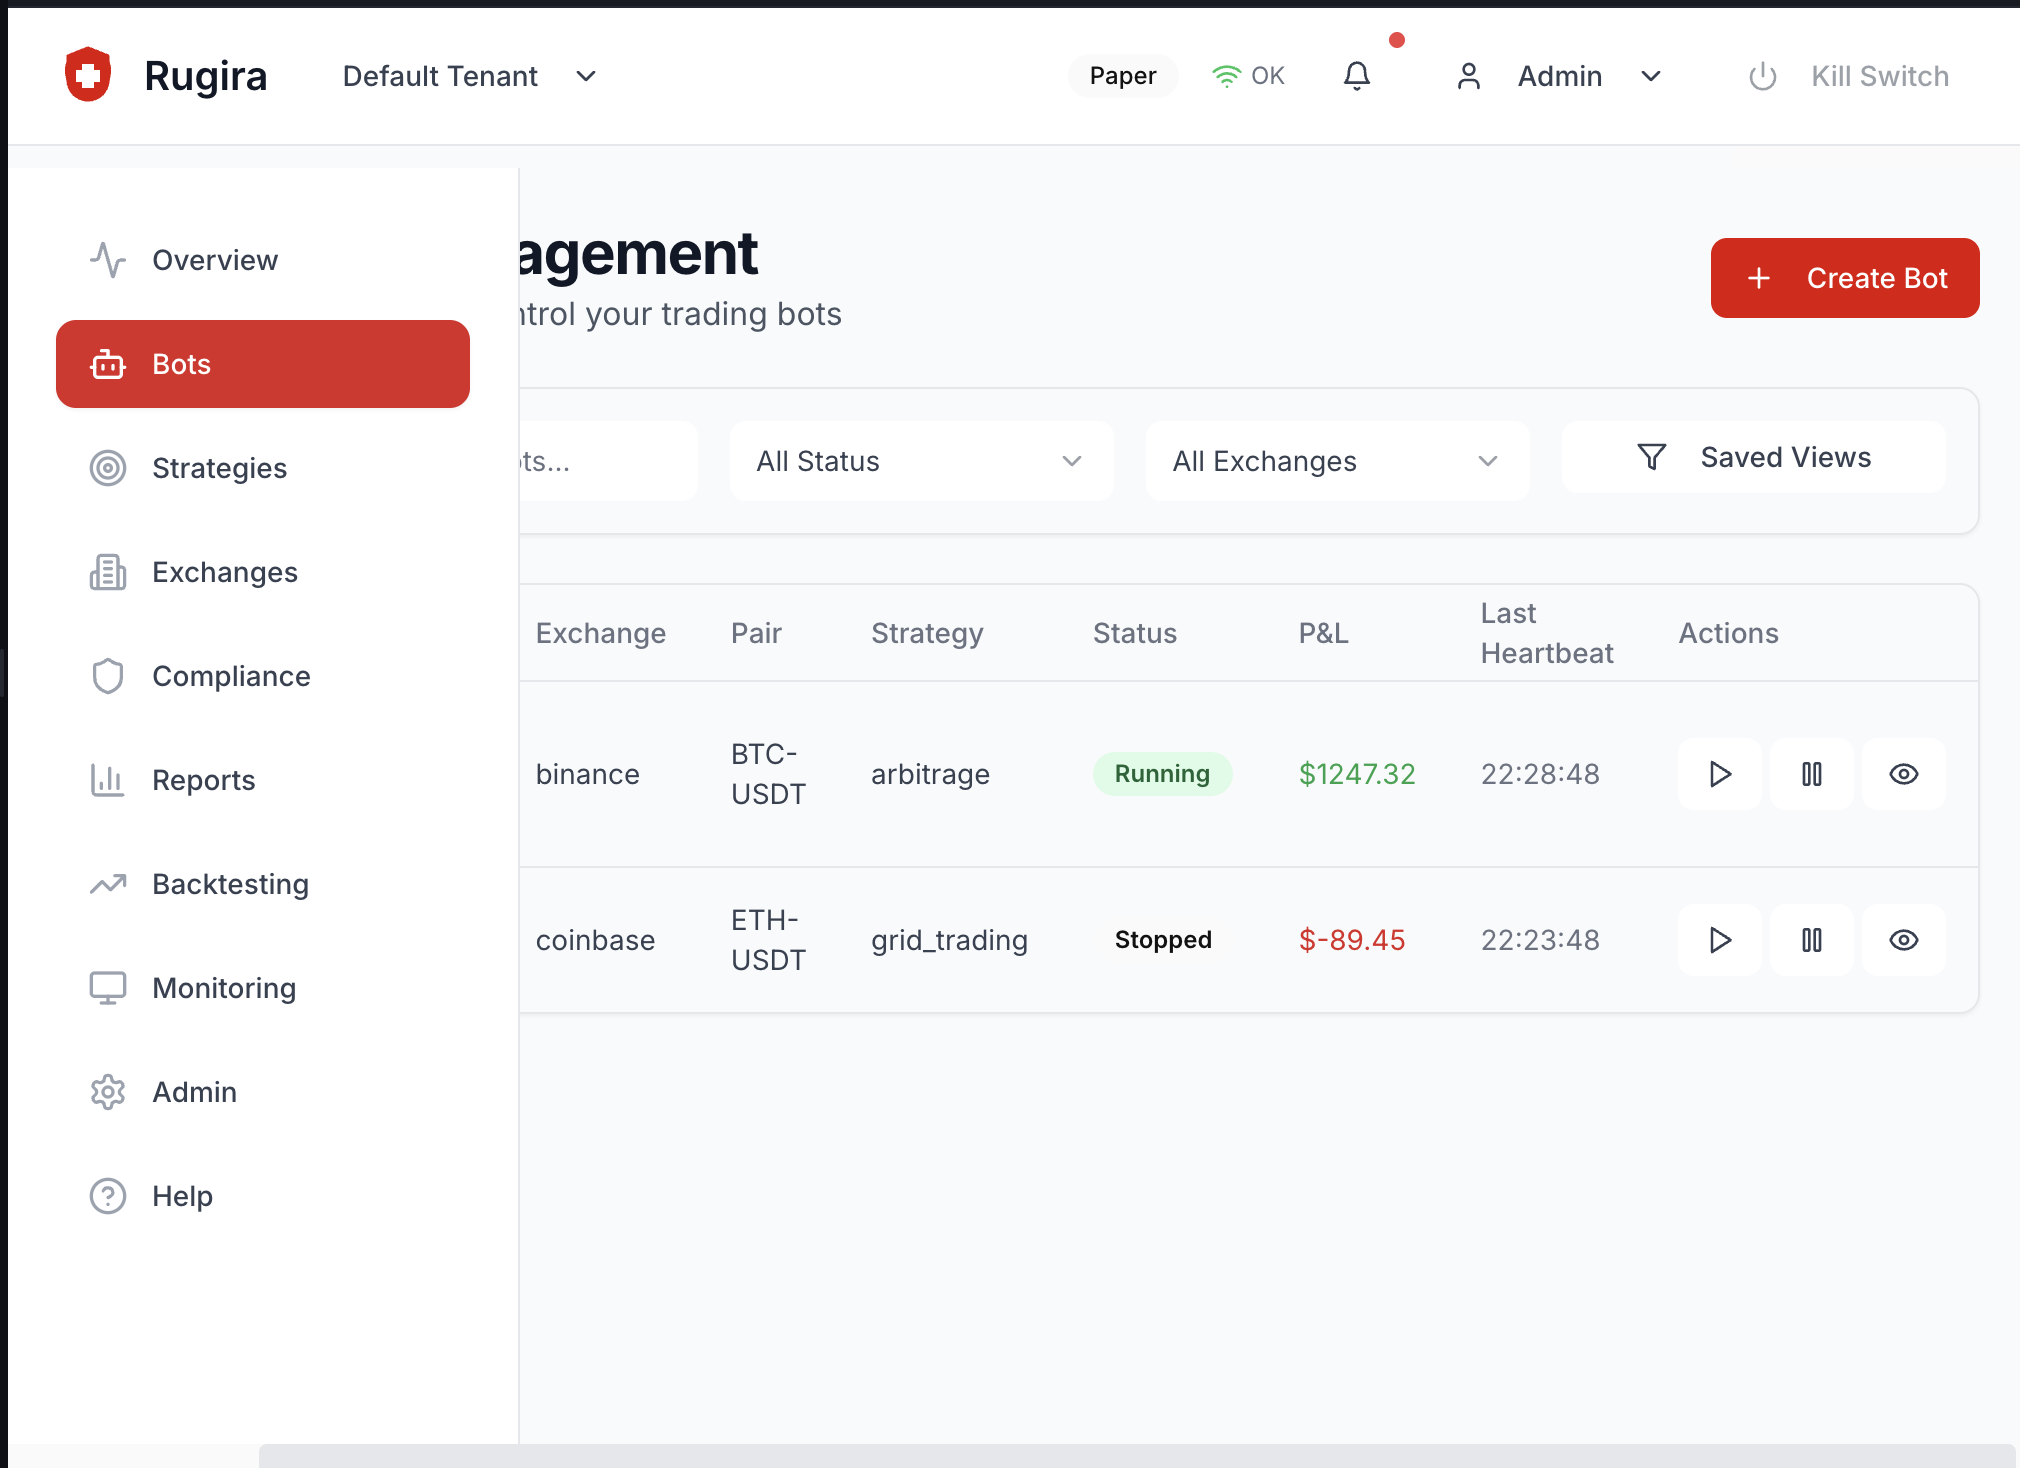 Rugira
Default Tenant
Paper
OK
Admin
Kill Switch
Overview
Bots
Strategies
Exchanges
Compliance
Reports
Backtesting
Monitoring
Admin
Help
agement
ntrol your trading bots
Create Bot
ts...
All Status
All Exchanges
Saved Views
Exchange
Pair
Strategy
Status
P&L
Last
Heartbeat
Actions
binance
BTC-
USDT
arbitrage
Running
$1247.32
22:28:48
coinbase
ETH-
USDT
grid_trading
Stopped
$-89.45
22:23:48